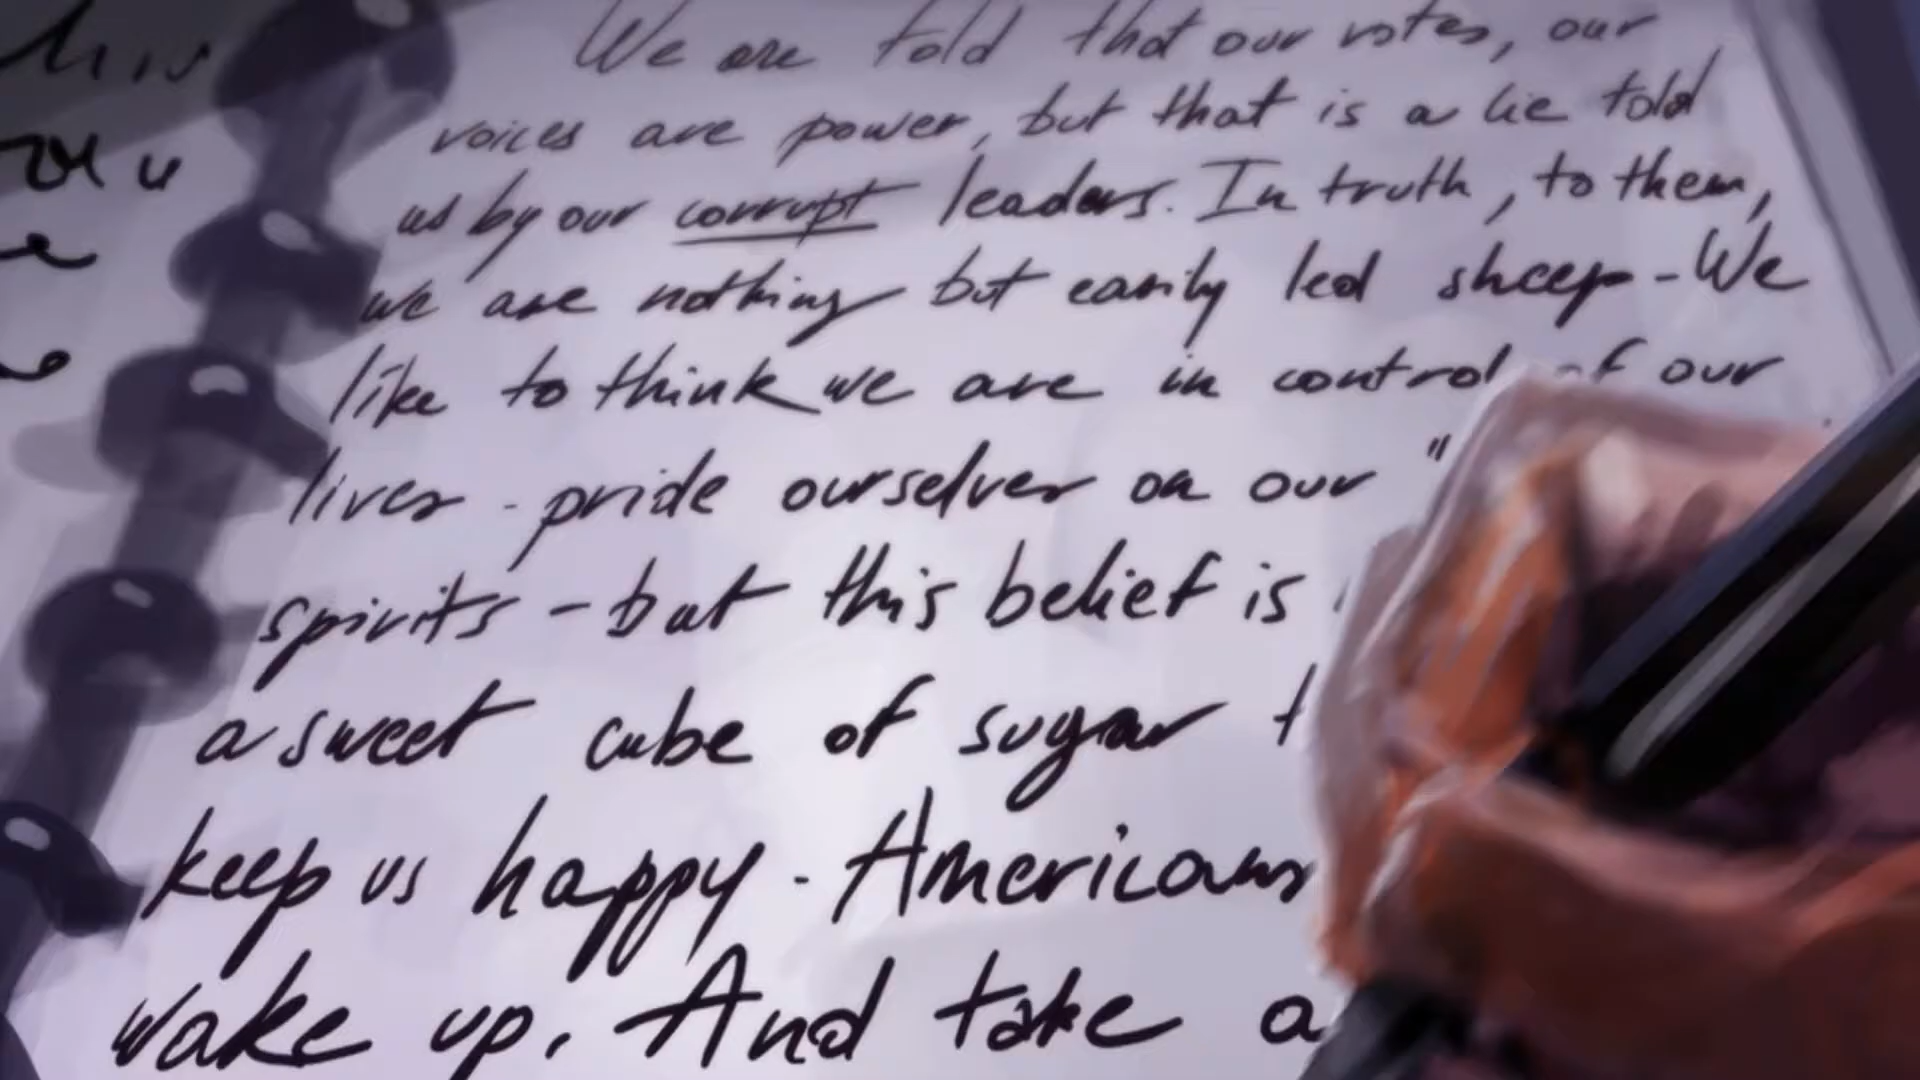 We are told that our votes, our
voices are power, but that is a lie told
us by our corrupt leaders. In truth, to them,
we are nothing but easily led sheep - We
like to think we are in control of our
lives - pride ourselves on our "
spirits - but this belief is
a sweet cube of sugar
keep us happy - Americans
wake up. And take a